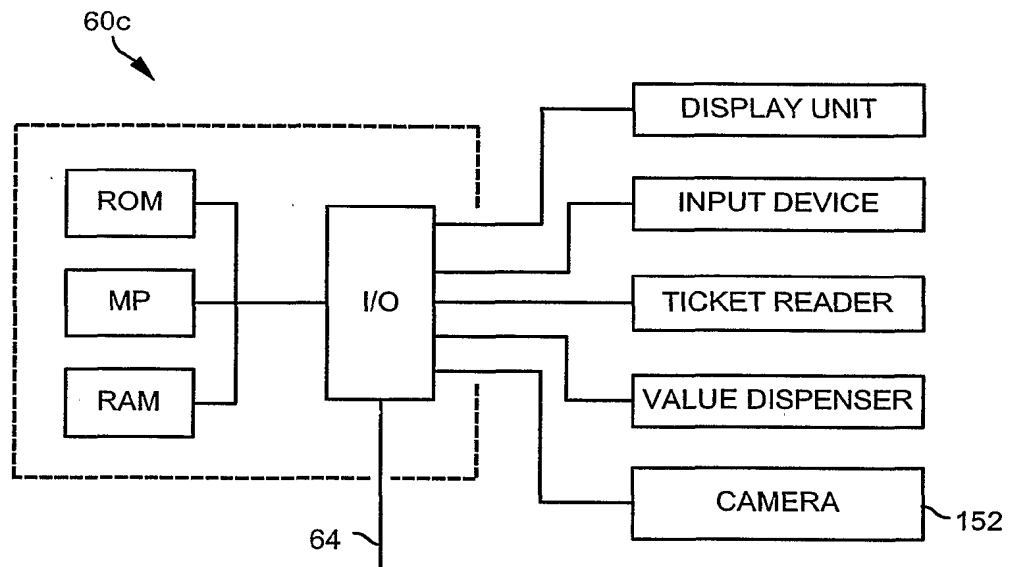 60c
DISPLAY UNIT
ROM
INPUT DEVICE
MP
I/O
TICKET READER
RAM
VALUE DISPENSER
CAMERA
152
64